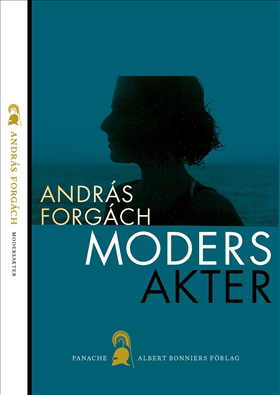 ANDRÁS FORGÁCH MODERSAKTER
ANDRÁS
FORGÁCH
MODERS
AKTER
PANACHE ALBERT BONNIERS FÖRLAG